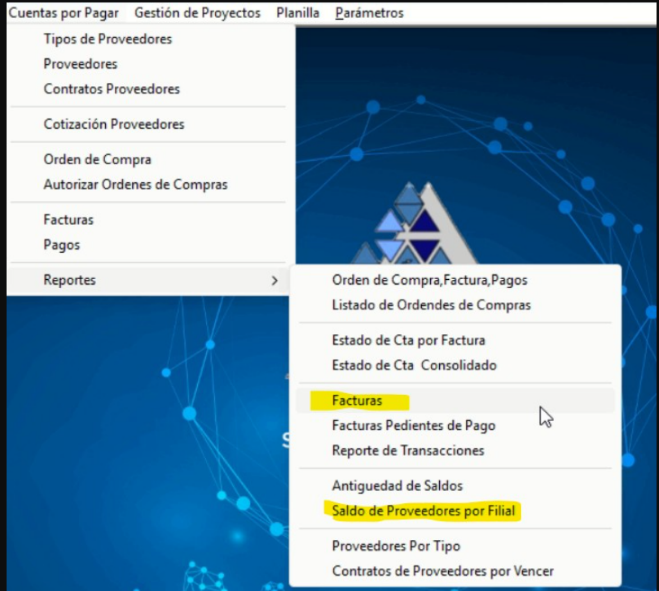 Cuentas por Pagar Gestión de Proyectos Planilla Parámetros
Tipos de Proveedores
Proveedores
Contratos Proveedores
Cotización Proveedores
Orden de Compra
Autorizar Ordenes de Compras
Facturas
Pagos
Reportes
Orden de Compra,Factura,Pagos
Listado de Ordendes de Compras
Estado de Cta por Factura
Estado de Cta Consolidado
Facturas
Facturas Pedientes de Pago
Reporte de Transacciones
Antiguedad de Saldos
Saldo de Proveedores por Filial
Proveedores Por Tipo
Contratos de Proveedores por Vencer